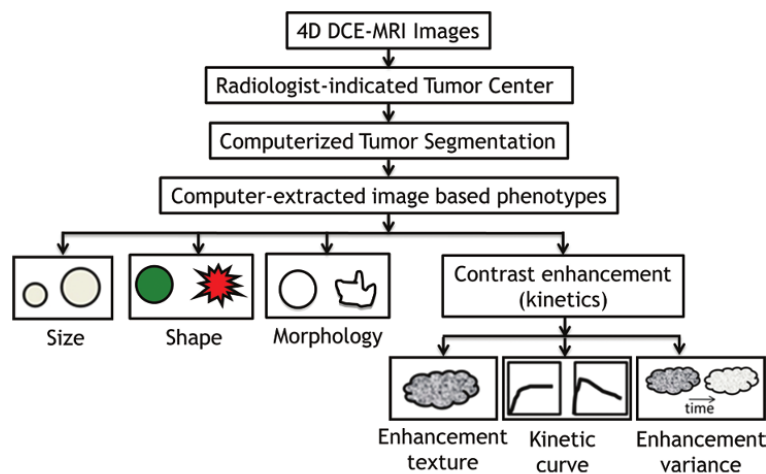 4D DCE-MRI Images
Radiologist-indicated Tumor Center
Computerized Tumor Segmentation
Computer-extracted image based phenotypes
Size
Shape
Morphology
Contrast enhancement
(kinetics)
time
Enhancement
texture
Kinetic
curve
Enhancement
variance